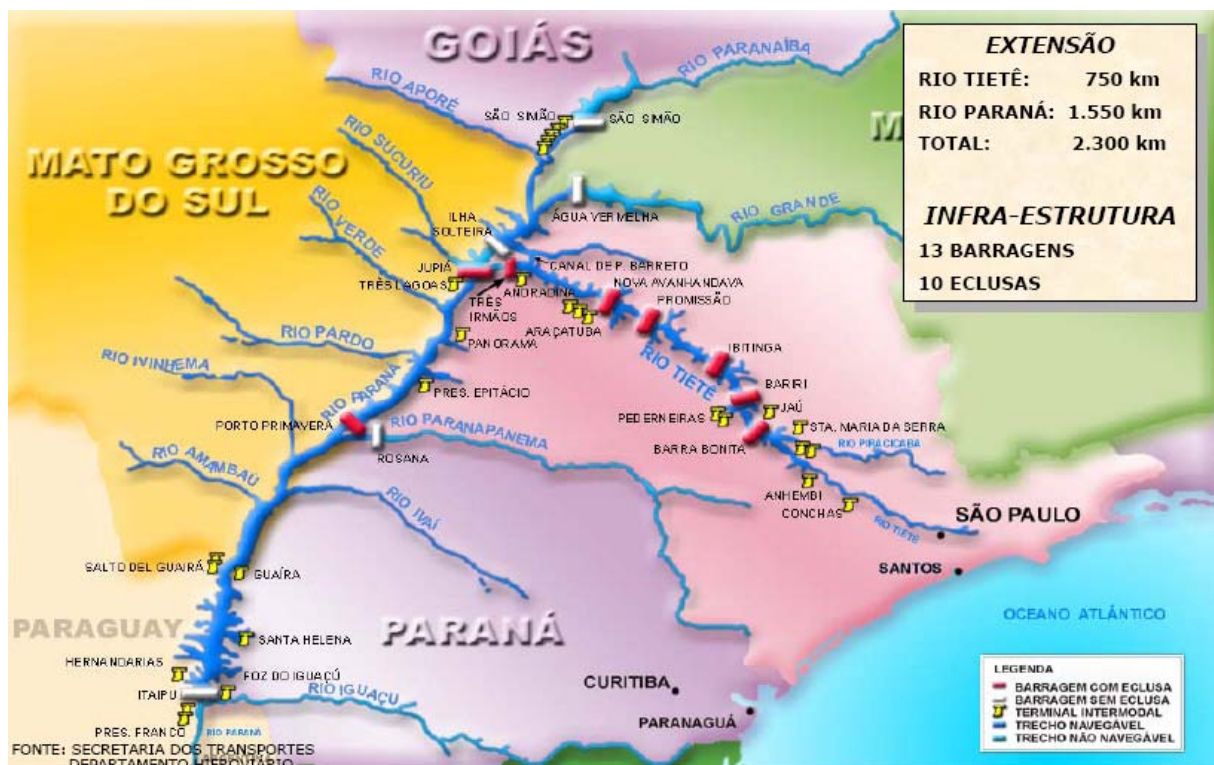 GOIÁS
RIO PARANAÍBA
RIO APORÉ
SÃO SIMÃO
SÃO SIMÃO
EXTENSÃO
RIO TIETÊ: 750 km
RIO PARANÁ: 1.550 km
TOTAL: 2.300 km
INFRA-ESTRUTURA
13 BARRAGENS
10 ECLUSAS
M
MATO GROSSO
DO SUL
RIO SUCURIU
RIO VERDE
ILHA
SOLTEIRA
ÁGUA VERMELHA
RIO GRANDE
JUPIÁ
TRÊS LAGOAS
CANAL DE P. BARRETO
NOVA AVANHANDAVA
ANDRADINA
PROMISSÃO
TRÊS
IRMÃOS
ARAÇATUBA
RIO PARDO
PANORAMA
RIO TIETÊ
IBITINGA
RIO IVINHEMA
RIO PARANÁ
PRES. EPITÁCIO
BARIRI
JAÚ
PEDERNEIRAS
STA. MARIA DA SERRA
PORTO PRIMAVERA
RIO PARANAPANEMA
BARRA BONITA
RIO PIRACICABA
ROSANA
RIO AMAMBAÚ
RIO IVAÍ
ANHEMBI
CONCHAS
RIO TIETE
SÃO PAULO
SANTOS
SALTO DEL GUAIRÁ
GUAÍRA
OCEANO ATLÂNTICO
PARAGUAY
PARANÁ
SANTA HELENA
HERNANDARIAS
FOZ DO IGUAÇÚ
ITAIPU
RIO IGUAÇU
CURITIBA
PARANAGUÁ
PRES. FRANCO
RIO PARANÁ
LEGENDA
BARRAGEM COM ECLUSA
BARRAGEM SEM ECLUSA
TERMINAL INTERMODAL
TRECHO NAVEGÁVEL
TRECHO NÃO NAVEGÁVEL
FONTE: SECRETARIA DOS TRANSPORTES
DEPARTAMENTO HIDROVIÁRIO